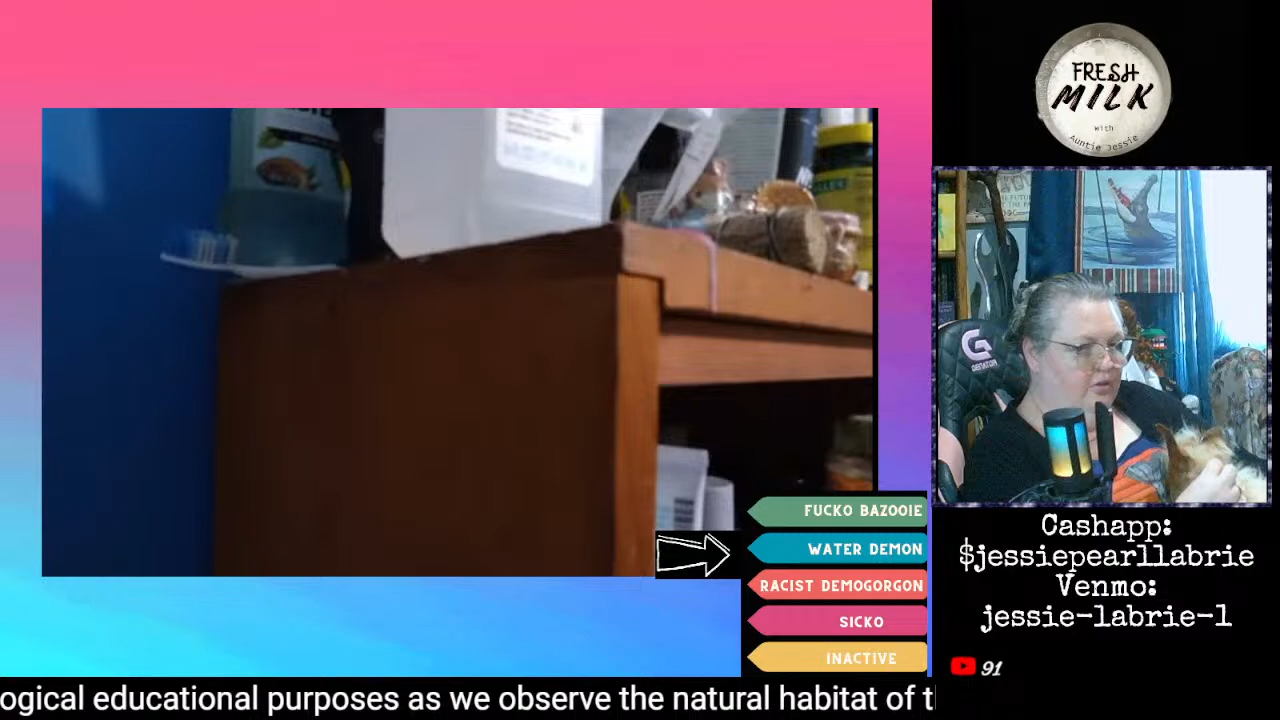 FRESH
MILK
with
Auntie Jessie
GENATOR
FUCKO BAZOOIE
WATER DEMON
RACIST DEMOGORGON
SICKO
INACTIVE
Cashapp:
$jessiepearllabrie
Venmo:
jessie-labrie-1
91
ogical educational purposes as we observe the natural habitat of t